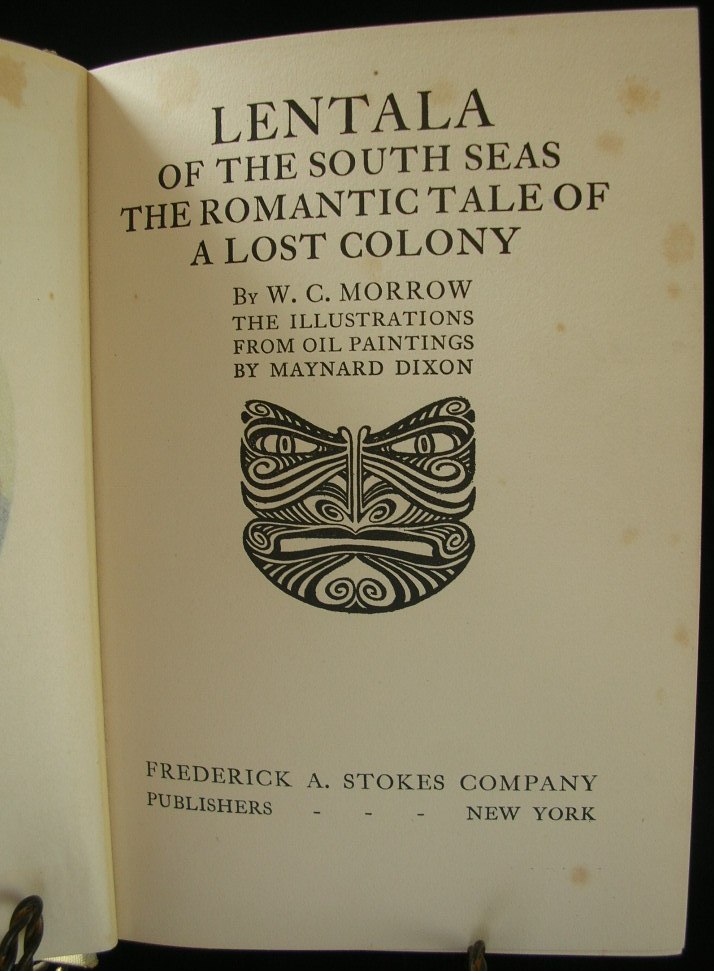 LENTALA
OF THE SOUTH SEAS
THE ROMANTIC TALE OF
A LOST COLONY
By W. C. MORROW
THE ILLUSTRATIONS
FROM OIL PAINTINGS
BY MAYNARD DIXON
FREDERICK A. STOKES COMPANY
PUBLISHERS - - - NEW YORK